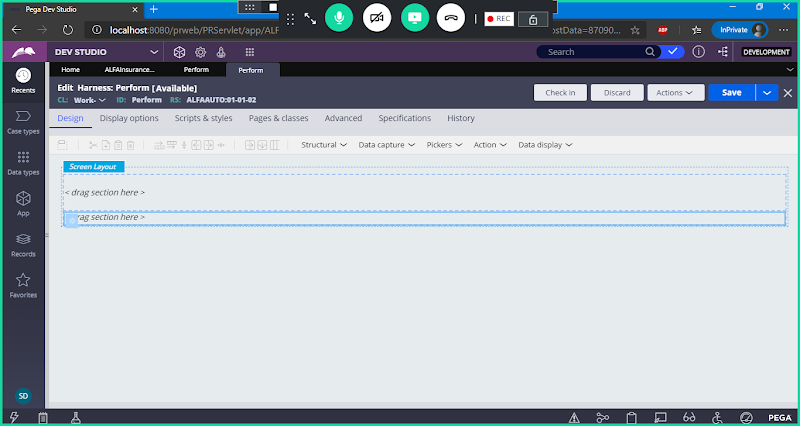 Pega Dev Studio
REC
localhost:8080/prweb/PRServlet/app/ALF
ostData=87090...
ABP
InPrivate
DEV STUDIO
Search
DEVELOPMENT
Recents
Case types
Data types
App
Records
Favorites
SD
Home
ALFAInsurance...
Perform
Perform
Edit Harness: Perform [Available]
CL: Work- ID: Perform RS: ALFAAUTO:01-01-02
Check in
Discard
Actions
Save
Design
Display options
Scripts & styles
Pages & classes
Advanced
Specifications
History
Structural
Data capture
Pickers
Action
Data display
Screen Layout
< drag section here >
rag section here >
PEGA